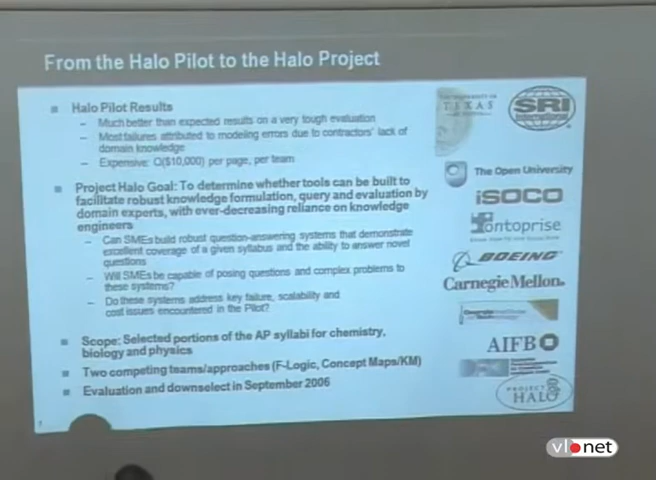 From the Halo Pilot to the Halo Project
Halo Pilot Results
– Much better than expected results on a very tough evaluation
– Most failures attributed to modeling errors due to contractors' lack of
domain knowledge
– Expensive: O($10,000) per page, per team
Project Halo Goal: To determine whether tools can be built to
facilitate robust knowledge formulation, query and evaluation by
domain experts, with ever-decreasing reliance on knowledge
engineers
– Can SMEs build robust question-answering systems that demonstrate
excellent coverage of a given syllabus and the ability to answer novel
questions
– Will SMEs be capable of posing questions and complex problems to
these systems?
– Do these systems address key failure, scalability and
cost issues encountered in the Pilot?
Scope: Selected portions of the AP syllabi for chemistry,
biology and physics
Two competing teams/approaches (F-Logic, Concept Maps/KM)
Evaluation and downselect in September 2006
TEXAS
SRI
The Open University
iSOCO
ontoprise
BOEING
Carnegie Mellon
AIFB
PROJECT
HALO
vl net